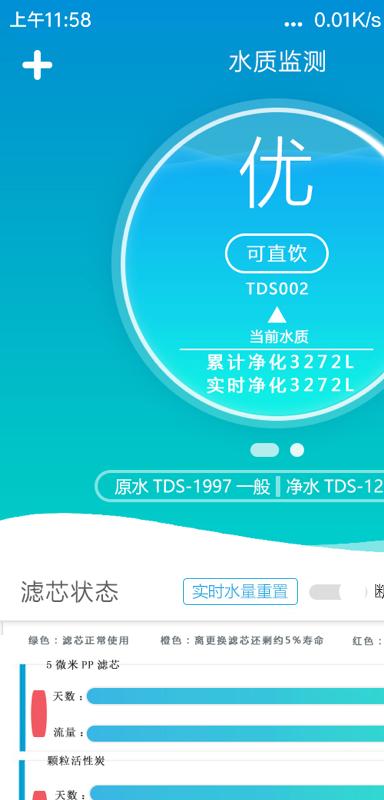 上午11:58 ... 0.01K/s
水质监测
优
可直饮
TDS002
当前水质
累计净化3272L
实时净化3272L
原水 TDS-1997 一般 净水 TDS-12
滤芯状态 实时水量重置 断
绿色：滤芯正常使用 橙色：离更换滤芯还剩约5%寿命 红色：
5 微米 PP 滤芯
天数：
流量：
颗粒活性炭
天数：